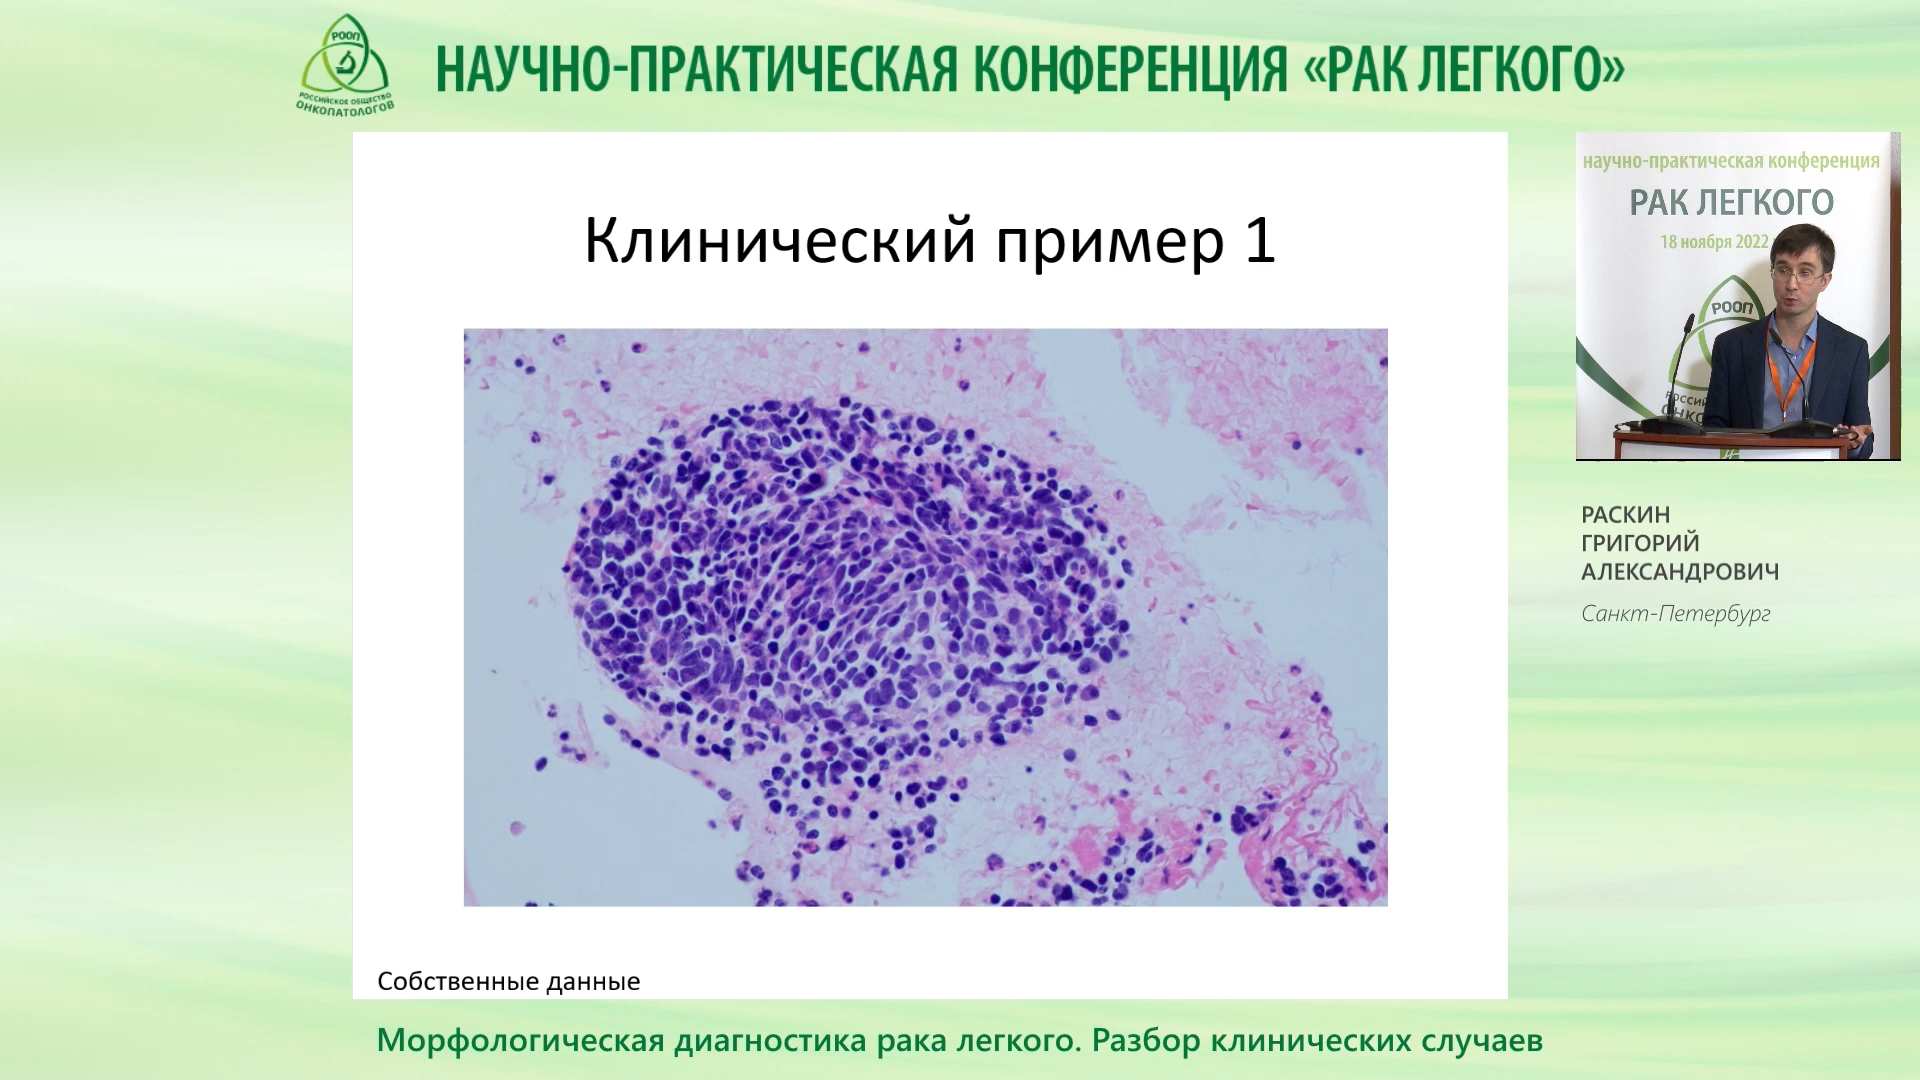 РООП
РОССИЙСКОЕ ОБЩЕСТВО
ОНКОПАТОЛОГОВ
НАУЧНО-ПРАКТИЧЕСКАЯ КОНФЕРЕНЦИЯ «РАК ЛЕГКОГО»
Клинический пример 1
Собственные данные
научно-практическая конференция
РАК ЛЕГКОГО
18 ноября 2022
РООП
РАСКИН
ГРИГОРИЙ
АЛЕКСАНДРОВИЧ
Санкт-Петербург
Морфологическая диагностика рака легкого. Разбор клинических случаев